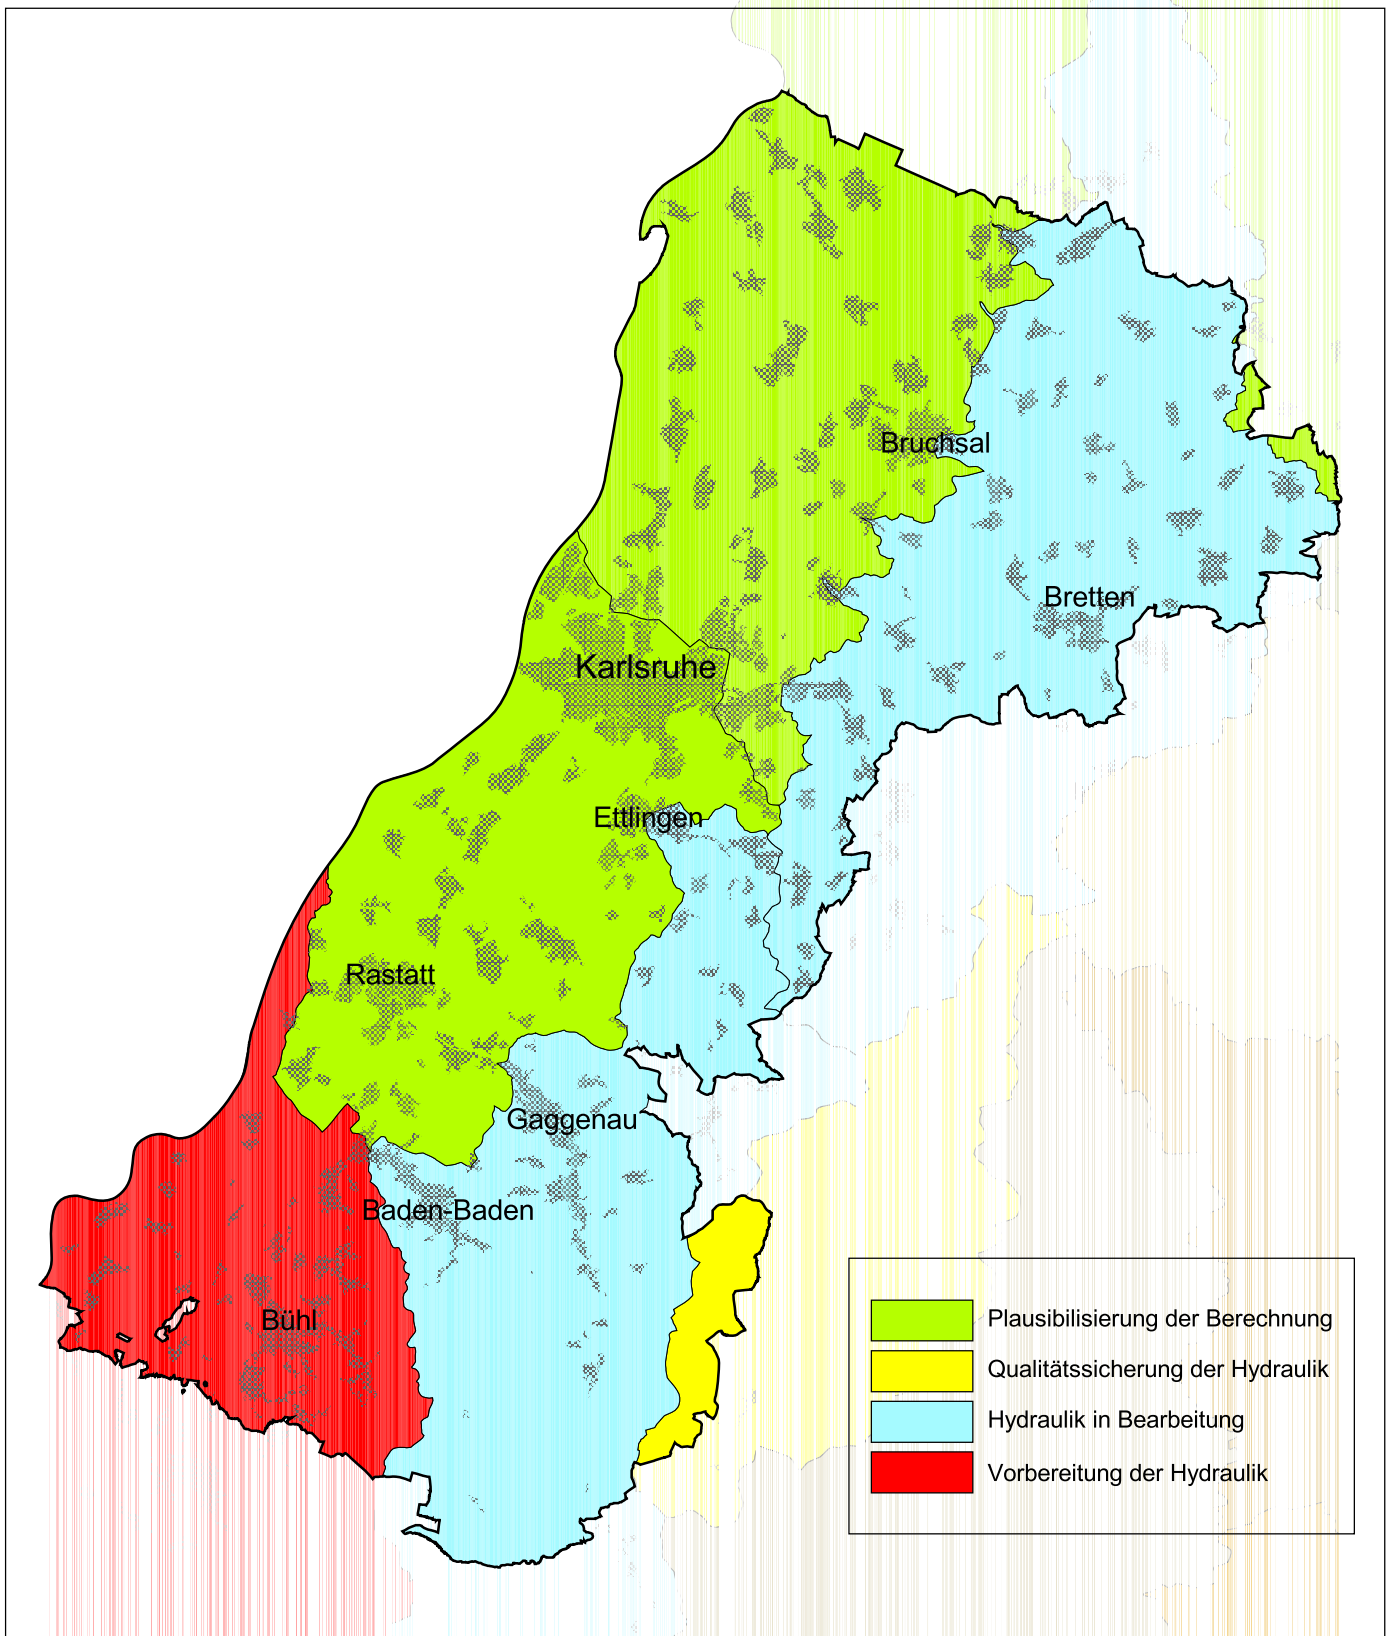 Bruchsal
Bretten
Karlsruhe
Ettlingen
Rastatt
Gaggenau
Baden-Baden
Bühl
Plausibilisierung der Berechnung
Qualitätssicherung der Hydraulik
Hydraulik in Bearbeitung
Vorbereitung der Hydraulik